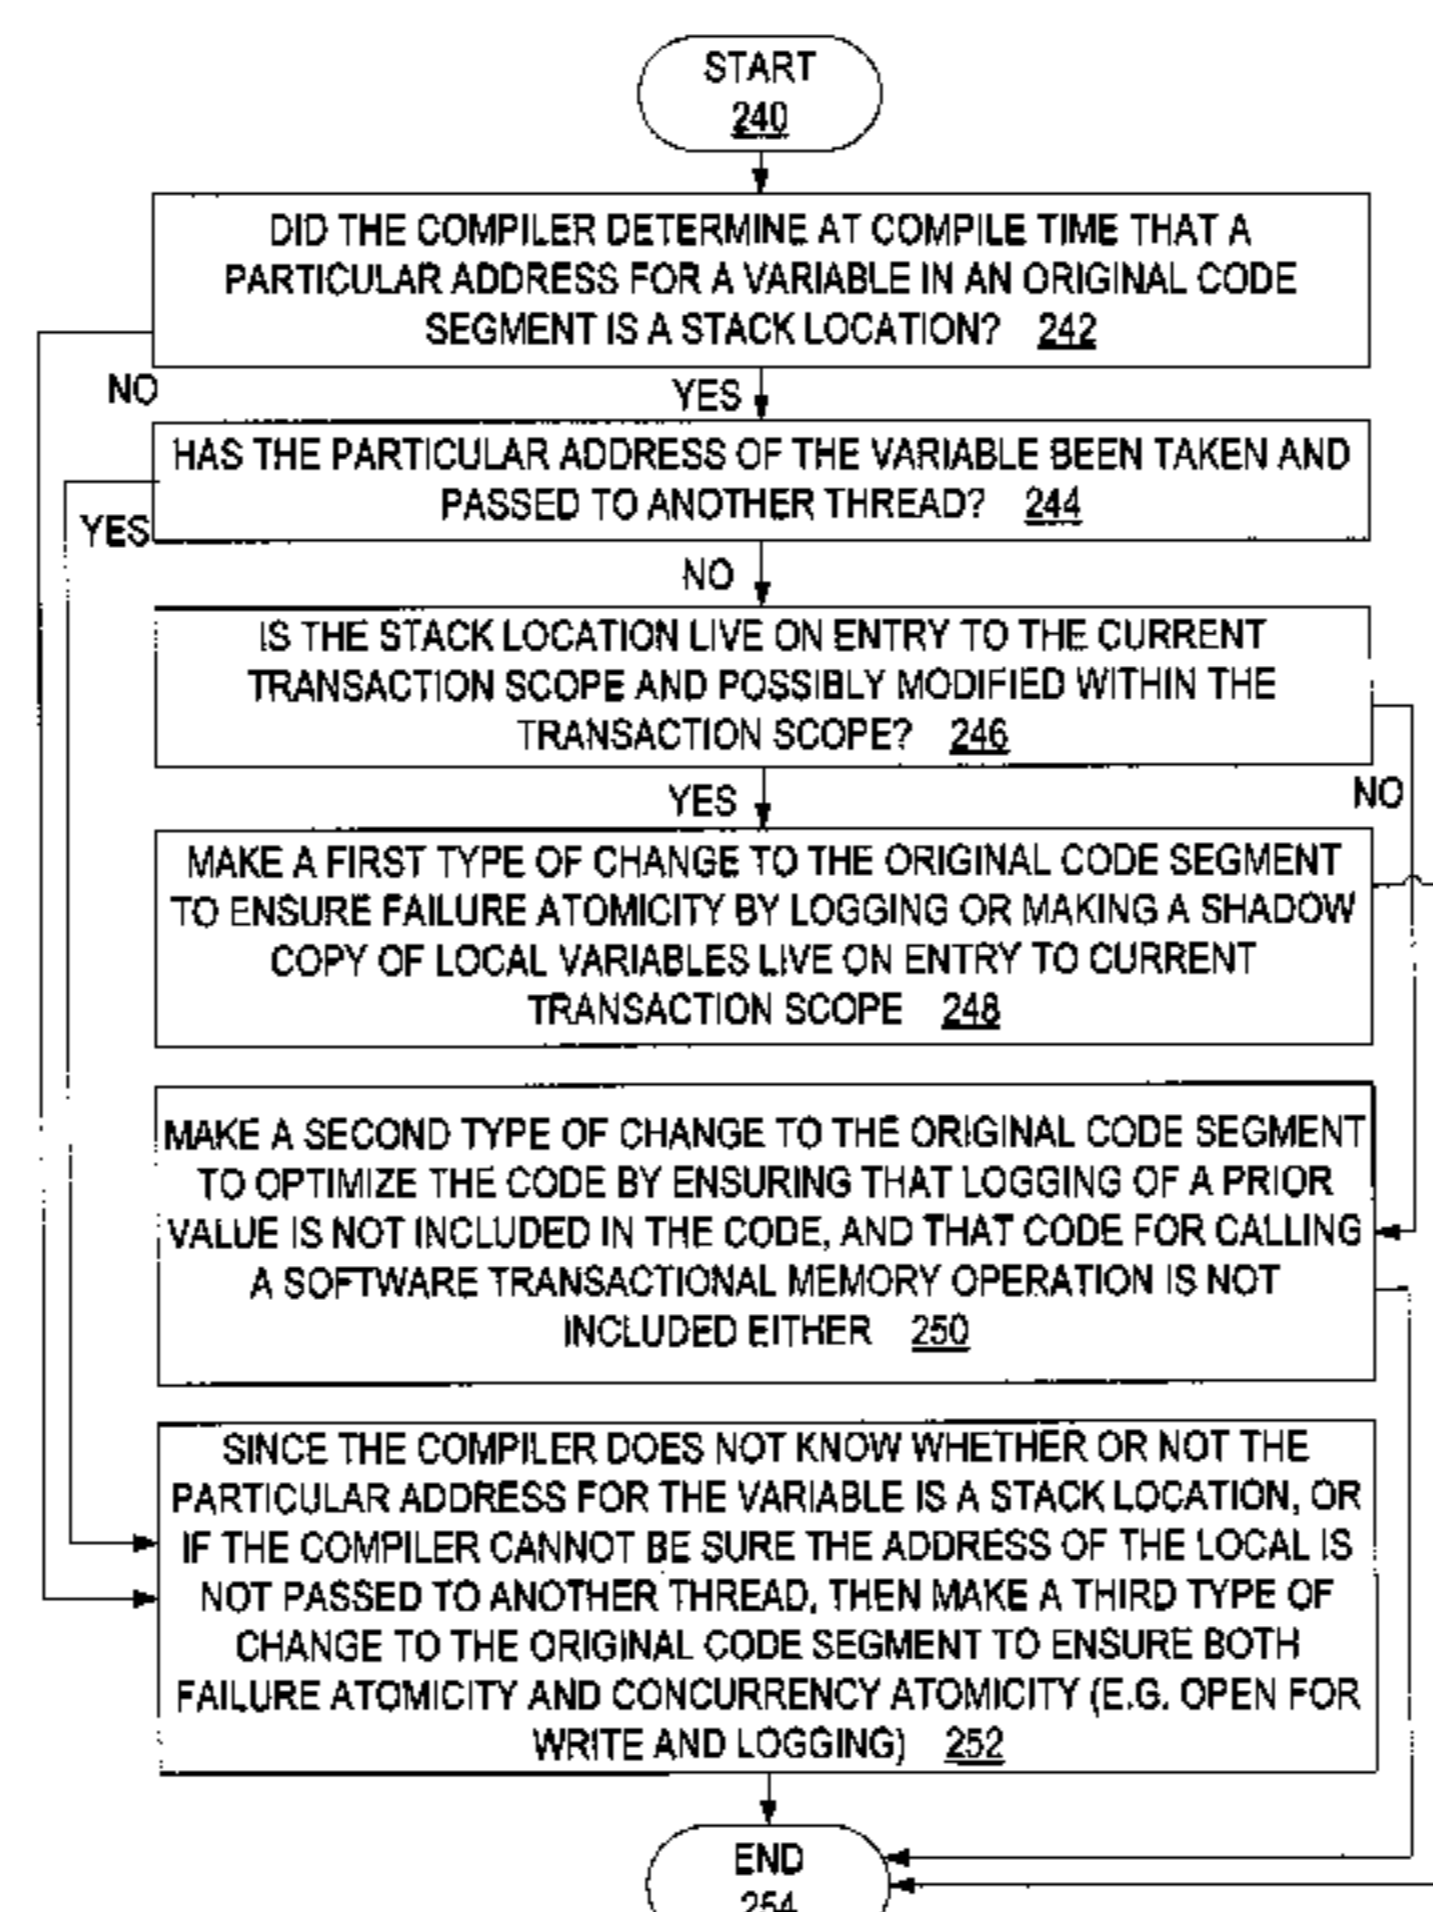 START
240
DID THE COMPILER DETERMINE AT COMPILE TIME THAT A
PARTICULAR ADDRESS FOR A VARIABLE IN AN ORIGINAL CODE
SEGMENT IS A STACK LOCATION? 242
NO
YES
HAS THE PARTICULAR ADDRESS OF THE VARIABLE BEEN TAKEN AND
PASSED TO ANOTHER THREAD? 244
YES
NO
IS THE STACK LOCATION LIVE ON ENTRY TO THE CURRENT
TRANSACTION SCOPE AND POSSIBLY MODIFIED WITHIN THE
TRANSACTION SCOPE? 246
YES
NO
MAKE A FIRST TYPE OF CHANGE TO THE ORIGINAL CODE SEGMENT
TO ENSURE FAILURE ATOMICITY BY LOGGING OR MAKING A SHADOW
COPY OF LOCAL VARIABLES LIVE ON ENTRY TO CURRENT
TRANSACTION SCOPE 248
MAKE A SECOND TYPE OF CHANGE TO THE ORIGINAL CODE SEGMENT
TO OPTIMIZE THE CODE BY ENSURING THAT LOGGING OF A PRIOR
VALUE IS NOT INCLUDED IN THE CODE, AND THAT CODE FOR CALLING
A SOFTWARE TRANSACTIONAL MEMORY OPERATION IS NOT
INCLUDED EITHER 250
SINCE THE COMPILER DOES NOT KNOW WHETHER OR NOT THE
PARTICULAR ADDRESS FOR THE VARIABLE IS A STACK LOCATION, OR
IF THE COMPILER CANNOT BE SURE THE ADDRESS OF THE LOCAL IS
NOT PASSED TO ANOTHER THREAD, THEN MAKE A THIRD TYPE OF
CHANGE TO THE ORIGINAL CODE SEGMENT TO ENSURE BOTH
FAILURE ATOMICITY AND CONCURRENCY ATOMICITY (E.G. OPEN FOR
WRITE AND LOGGING) 252
END
254